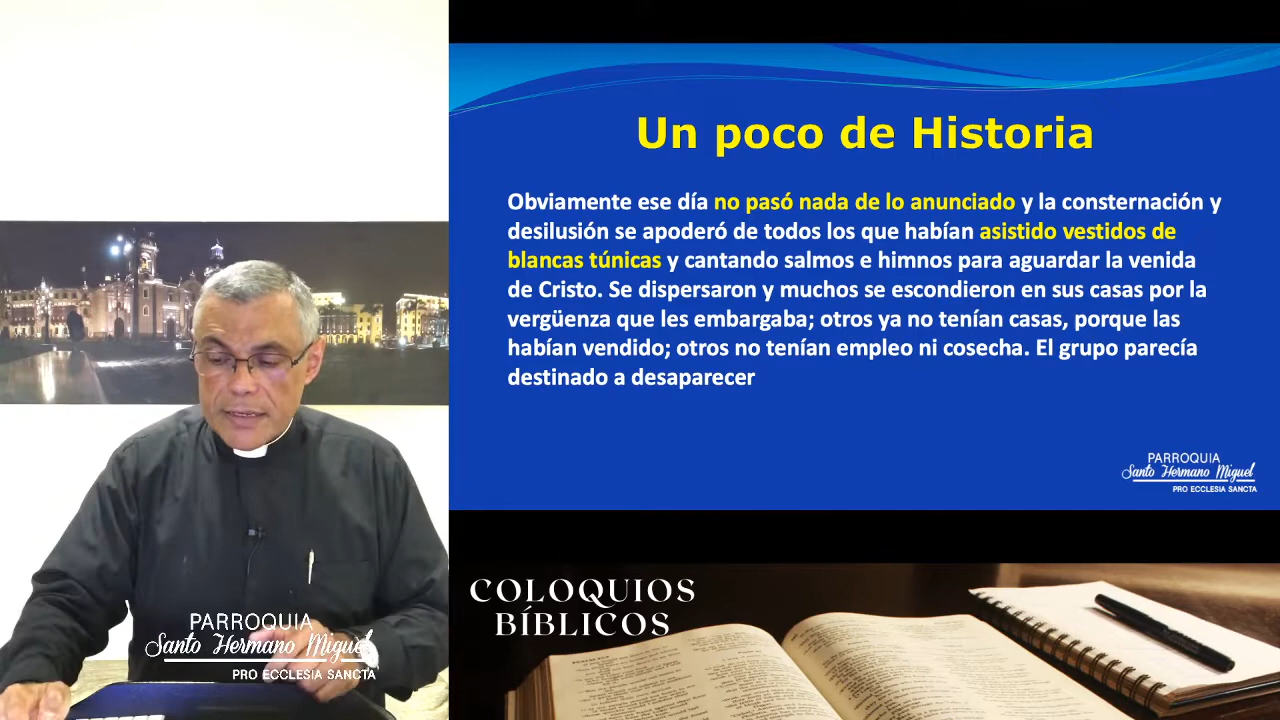 Un poco de Historia
Obviamente ese día no pasó nada de lo anunciado y la consternación y
desilusión se apoderó de todos los que habían asistido vestidos de
blancas túnicas y cantando salmos e himnos para aguardar la venida
de Cristo. Se dispersaron y muchos se escondieron en sus casas por la
vergüenza que les embargaba; otros ya no tenían casas, porque las
habían vendido; otros no tenían empleo ni cosecha. El grupo parecía
destinado a desaparecer
PARROQUIA
Santo Hermano Miguel
PRO ECCLESIA SANCTA
COLOQUIOS
BÍBLICOS
PARROQUIA
Santo Hermano Miguel
PRO ECCLESIA SANCTA